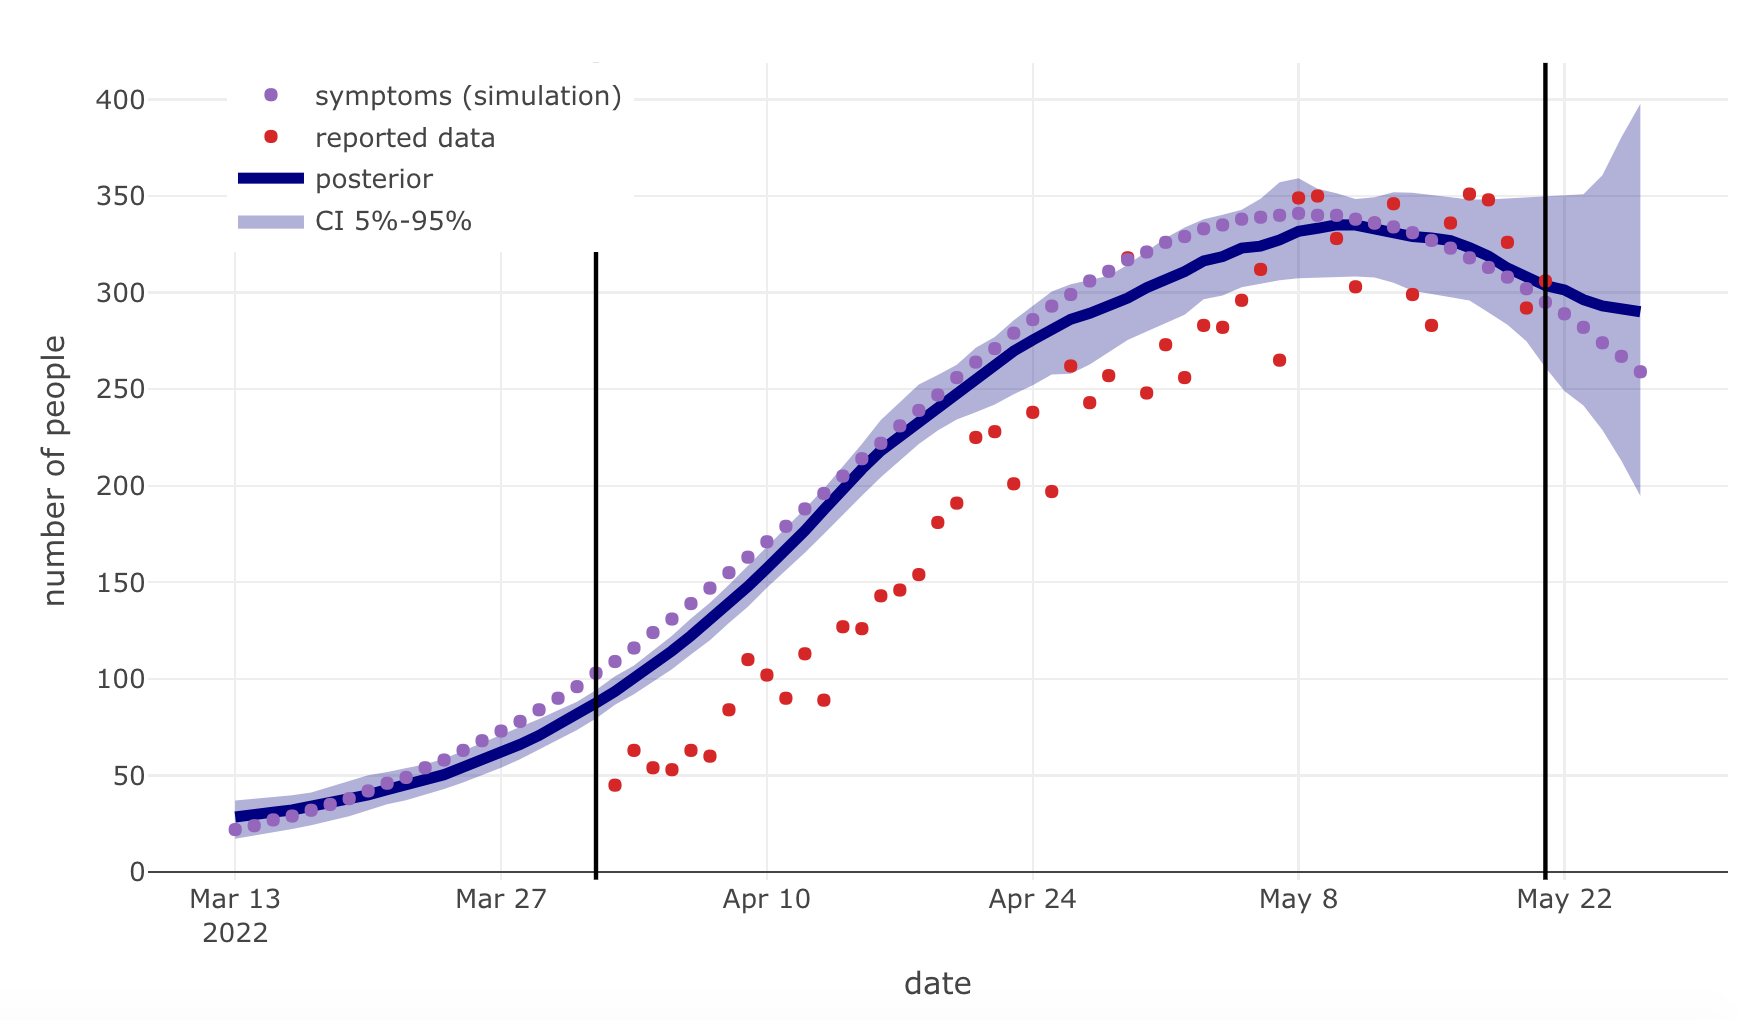 symptoms (simulation)
reported data
posterior
CI 5%-95%
400
350
300
250
200
150
100
50
0
number of people
Mar 13
2022
Mar 27
Apr 10
Apr 24
May 8
May 22
date